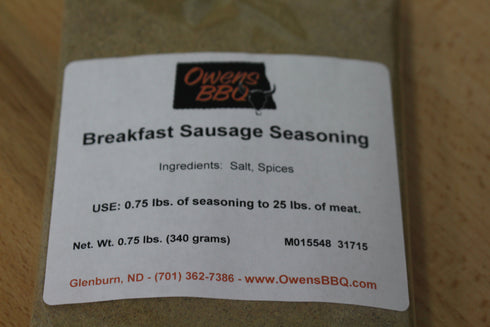 Owens
BBQ
Breakfast Sausage Seasoning
Ingredients: Salt, Spices
USE: 0.75 lbs. of seasoning to 25 lbs. of meat.
Net. Wt. 0.75 lbs. (340 grams) M015548 31715
Glenburn, ND - (701) 362-7386 - www.OwensBBQ.com